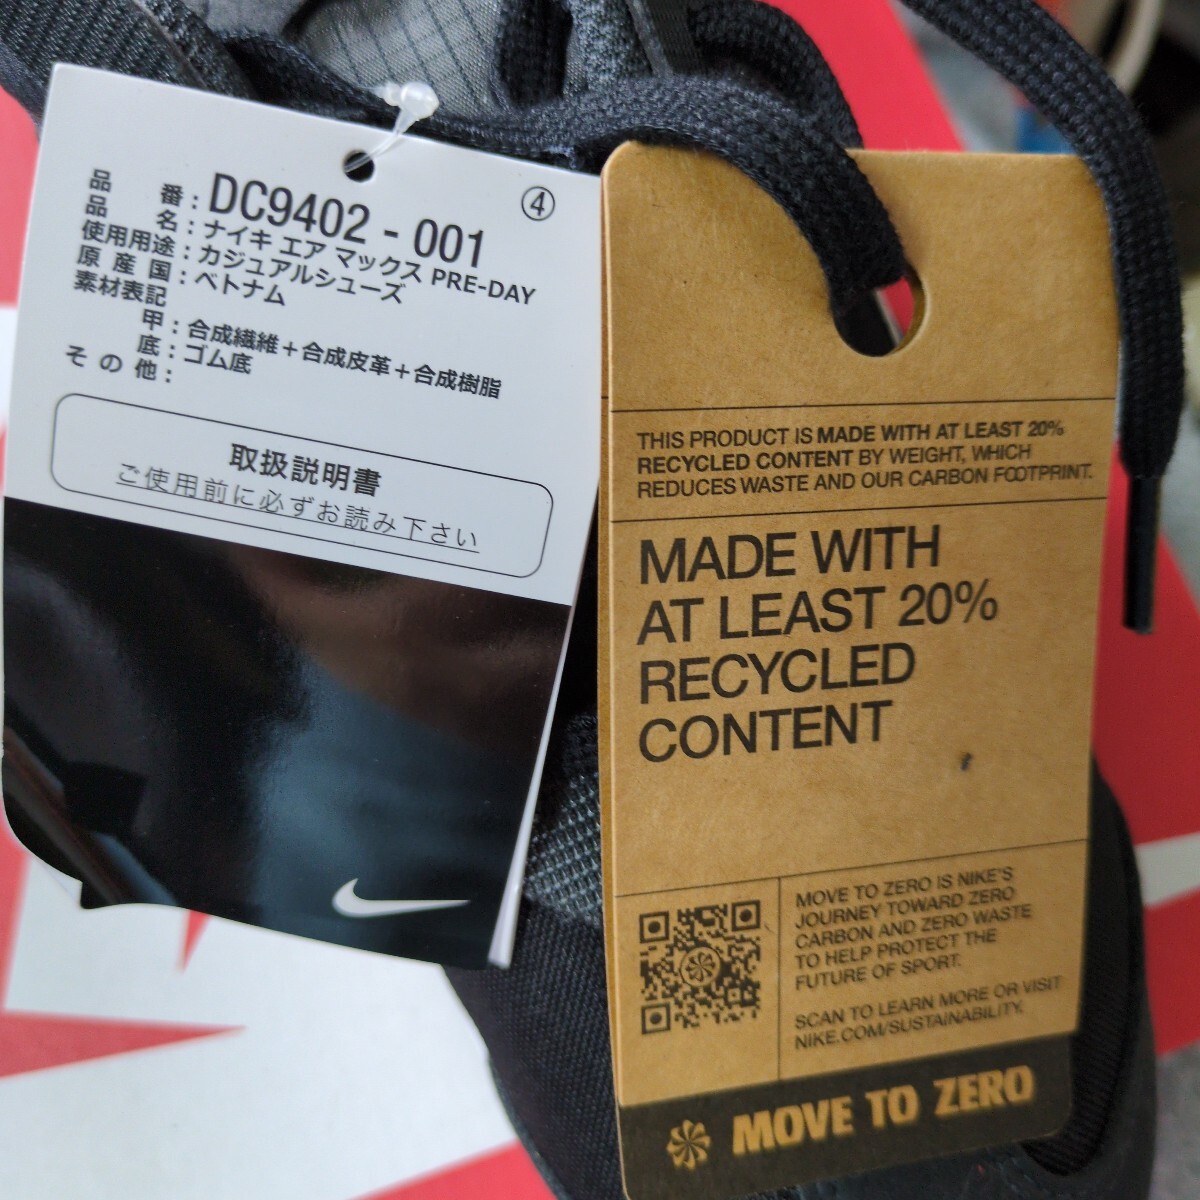 ④
品番：DC9402-001
品名：ナイキ エア マックス PRE-DAY
使用用途：カジュアルシューズ
原産国：ベトナム
素材表記
甲：合成繊維＋合成皮革＋合成樹脂
底：ゴム底
その他：
取扱説明書
ご使用前に必ずお読み下さい
THIS PRODUCT IS MADE WITH AT LEAST 20%
RECYCLED CONTENT BY WEIGHT, WHICH
REDUCES WASTE AND OUR CARBON FOOTPRINT.
MADE WITH
AT LEAST 20%
RECYCLED
CONTENT
MOVE TO ZERO IS NIKE'S
JOURNEY TOWARD ZERO
CARBON AND ZERO WASTE
TO HELP PROTECT THE
FUTURE OF SPORT.
SCAN TO LEARN MORE OR VISIT
NIKE.COM/SUSTAINABILITY.
MOVE TO ZERO